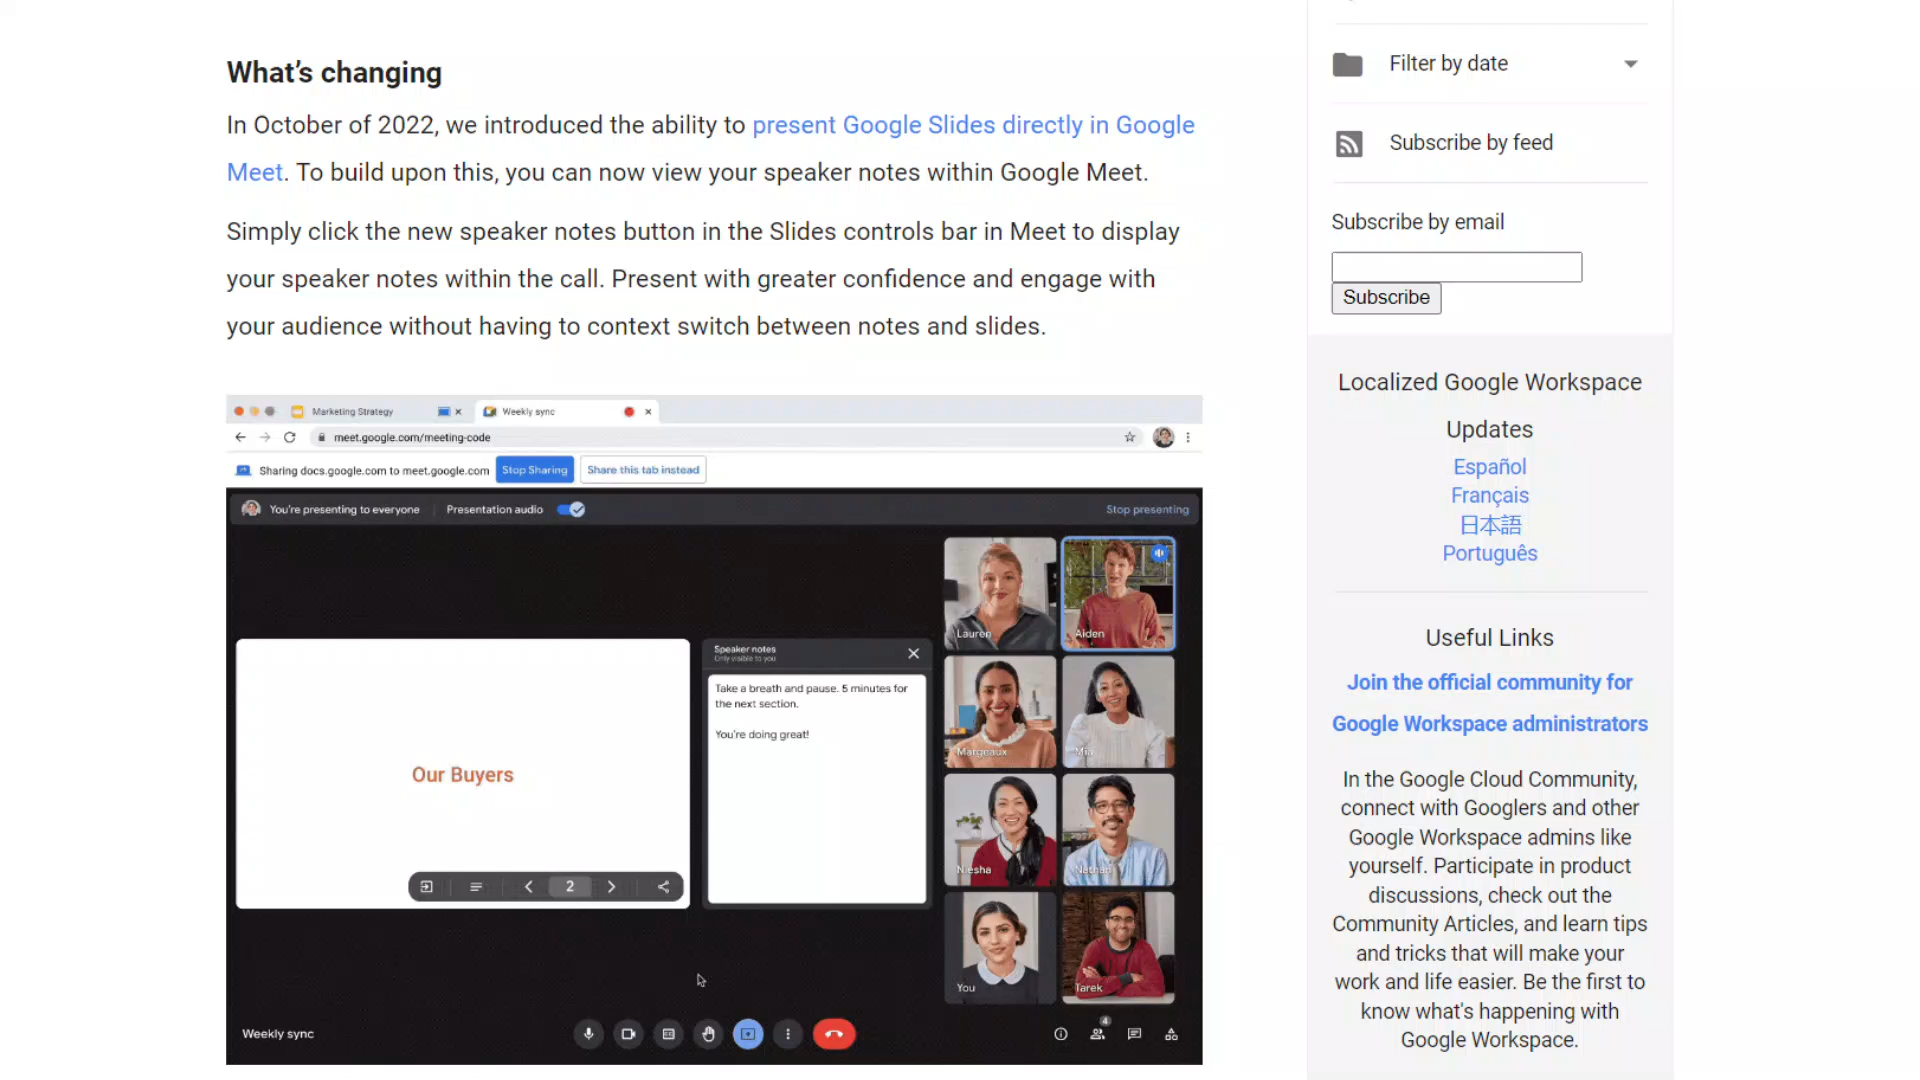 What's changing
In October of 2022, we introduced the ability to present Google Slides directly in Google
Meet. To build upon this, you can now view your speaker notes within Google Meet.
Simply click the new speaker notes button in the Slides controls bar in Meet to display
your speaker notes within the call. Present with greater confidence and engage with
your audience without having to context switch between notes and slides.
Marketing Strategy
Weekly sync
meet.google.com/meeting-code
Sharing docs.google.com to meet.google.com
Stop Sharing
Share this tab instead
You're presenting to everyone
Presentation audio
Stop presenting
Our Buyers
2
Speaker notes
Only visible to you
Take a breath and pause. 5 minutes for
the next section.
You're doing great!
Lauren
Aiden
Margeaux
Mia
Niesha
Nathan
You
Tarek
Weekly sync
4
Filter by date
Subscribe by feed
Subscribe by email
Subscribe
Localized Google Workspace
Updates
Español
Français
日本語
Português
Useful Links
Join the official community for
Google Workspace administrators
In the Google Cloud Community,
connect with Googlers and other
Google Workspace admins like
yourself. Participate in product
discussions, check out the
Community Articles, and learn tips
and tricks that will make your
work and life easier. Be the first to
know what's happening with
Google Workspace.